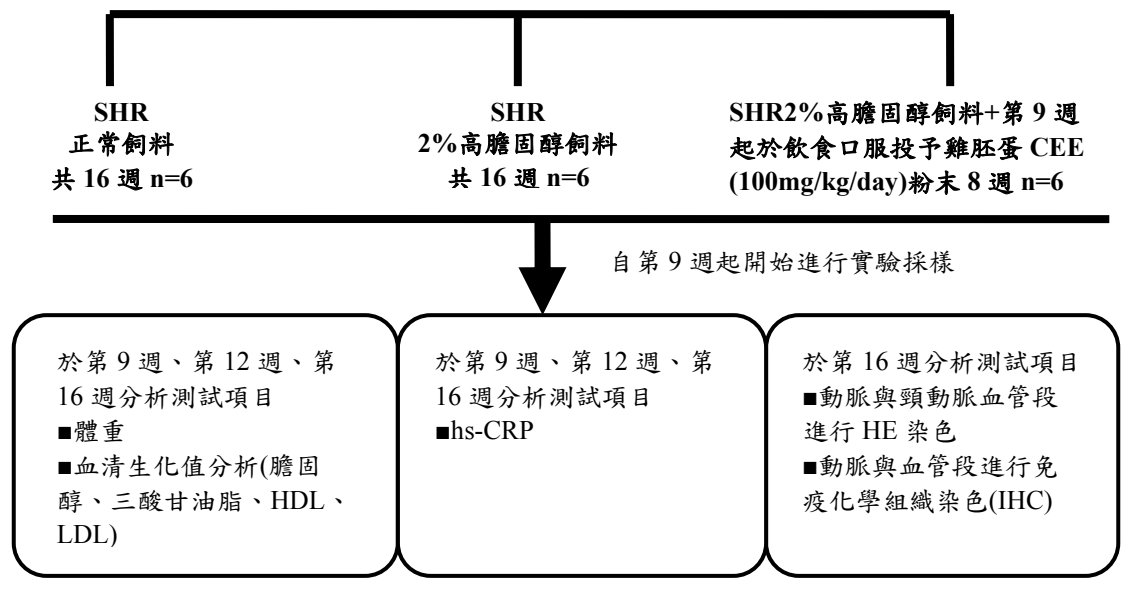 SHR
正常飼料
共 16 週 n=6
SHR
2%高膽固醇飼料
共 16 週 n=6
SHR2%高膽固醇飼料+第 9 週
起於飲食口服投予雞胚蛋 CEE
(100mg/kg/day)粉末 8 週 n=6
自第 9 週起開始進行實驗採樣
於第 9 週、第 12 週、第
16 週分析測試項目
■體重
■血清生化值分析(膽固
醇、三酸甘油脂、HDL、
LDL)
於第 9 週、第 12 週、第
16 週分析測試項目
■hs-CRP
於第 16 週分析測試項目
■動脈與頸動脈血管段
進行 HE 染色
■動脈與血管段進行免
疫化學組織染色(IHC)